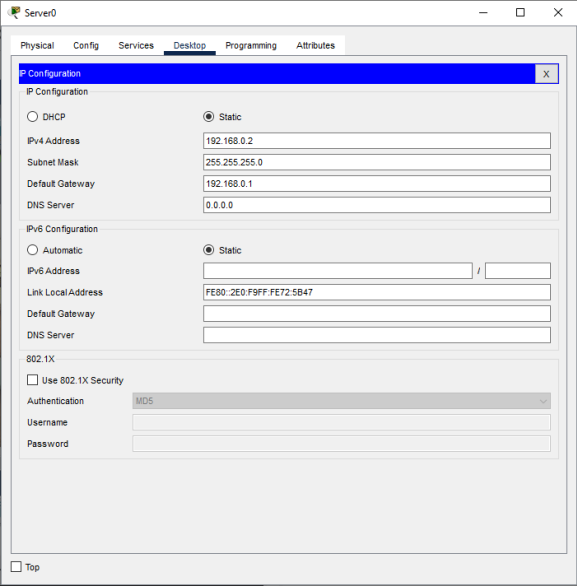 Server0
Physical Config Services Desktop Programming Attributes
IP Configuration X
IP Configuration
DHCP Static
IPv4 Address 192.168.0.2
Subnet Mask 255.255.255.0
Default Gateway 192.168.0.1
DNS Server 0.0.0.0
IPv6 Configuration
Automatic Static
IPv6 Address /
Link Local Address FE80::2E0:F9FF:FE72:5B47
Default Gateway
DNS Server
802.1X
Use 802.1X Security
Authentication MD5
Username
Password
Top